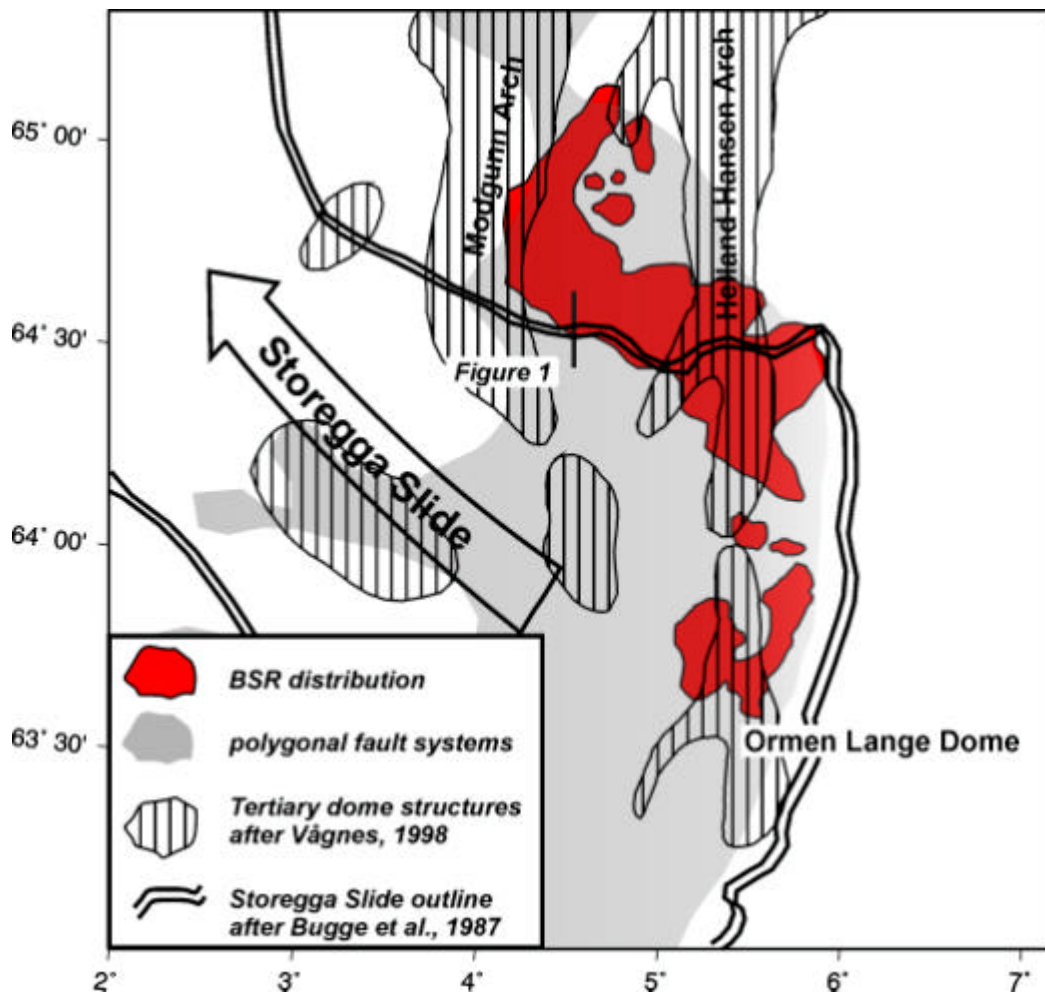 65° 00'
64° 30'
64° 00'
63° 30'
Modgunn Arch
Helland Hansen Arch
Figure 1
Storegga Slide
Ormen Lange Dome
BSR distribution
polygonal fault systems
Tertiary dome structures
after Vågnes, 1998
Storegga Slide outline
after Bugge et al., 1987
2°
3°
4°
5°
6°
7°